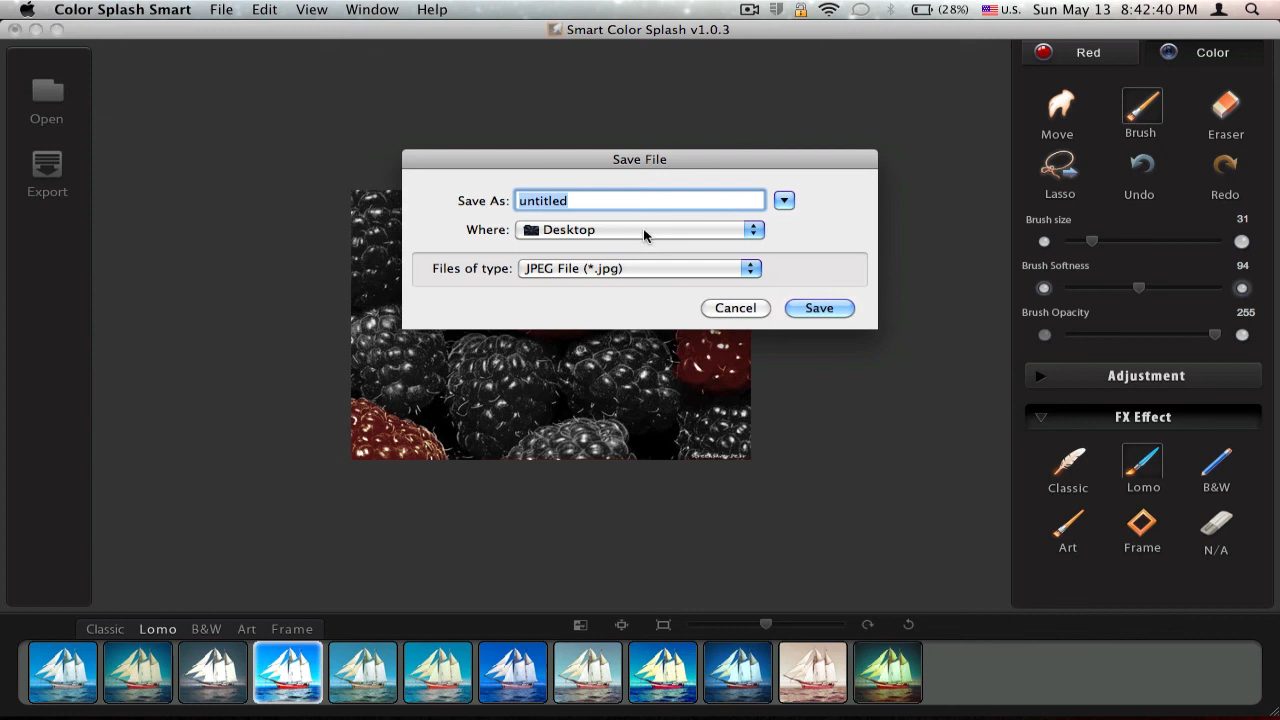 Color Splash Smart File Edit View Window Help (28%) U.S. Sun May 13 8:42:40 PM
Smart Color Splash v1.0.3
Red Color
Open
Export
Move Brush Eraser
Lasso Undo Redo
Brush size 31
Brush Softness 94
Brush Opacity 255
Adjustment
FX Effect
Classic Lomo B&W
Art Frame N/A
Save File
Save As: untitled
Where: Desktop
Files of type: JPEG File (*.jpg)
Cancel Save
Classic Lomo B&W Art Frame